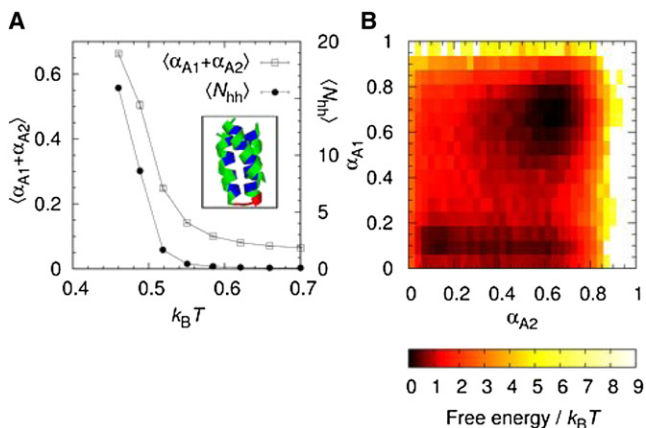 A
B
⟨α_A1+α_A2⟩
⟨N_hh⟩
0.6
0.4
0.2
0
20
15
10
5
0
0.4 0.5 0.6 0.7
k_B T
⟨α_A1+α_A2⟩
⟨N_hh⟩
1
0.8
0.6
0.4
0.2
0
α_A1
0 0.2 0.4 0.6 0.8 1
α_A2
0 1 2 3 4 5 6 7 8 9
Free energy / k_B T